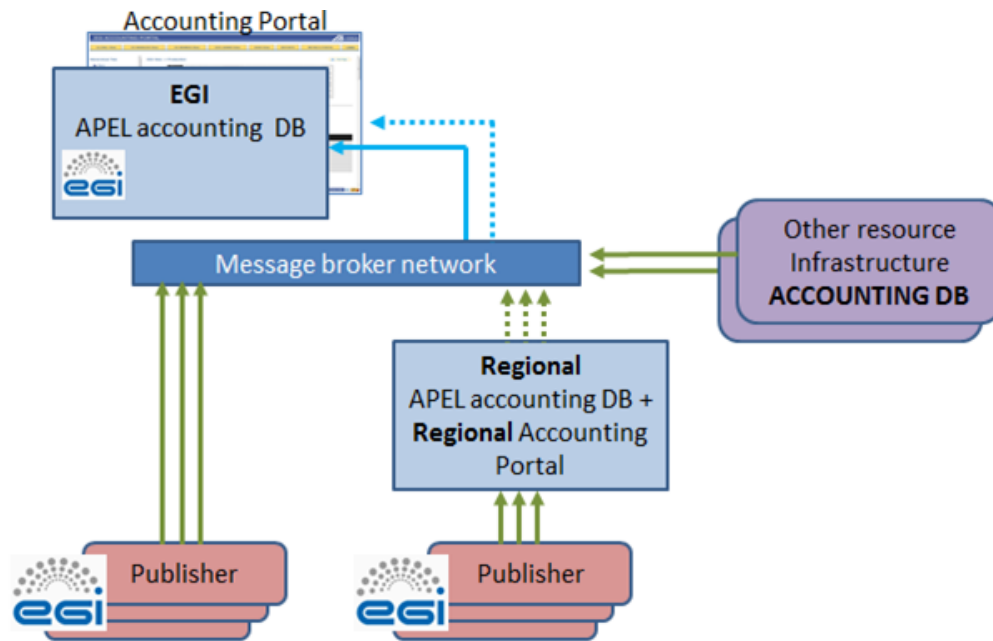 Accounting Portal
EGI
APEL accounting DB
egi
Message broker network
Other resource
Infrastructure
ACCOUNTING DB
Regional
APEL accounting DB +
Regional Accounting
Portal
egi
Publisher
egi
Publisher